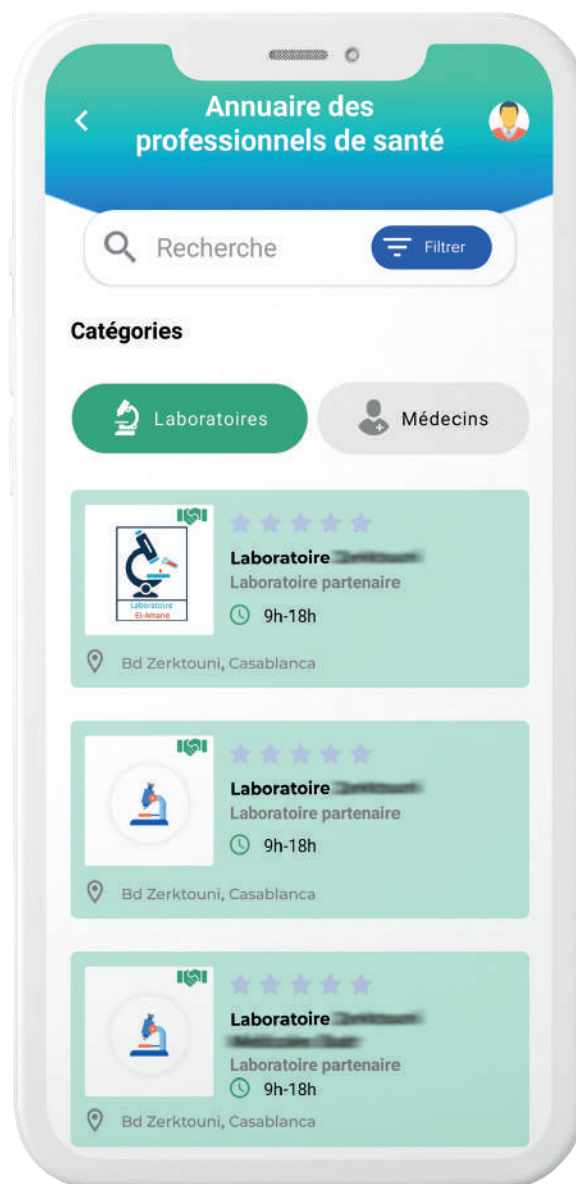 Annuaire des
professionnels de santé
Recherche
Filtrer
Catégories
Laboratoires
Médecins
Laboratoire
El-Amane
Laboratoire
Laboratoire partenaire
9h-18h
Bd Zerktouni, Casablanca
Laboratoire
Laboratoire partenaire
9h-18h
Bd Zerktouni, Casablanca
Laboratoire
Laboratoire partenaire
9h-18h
Bd Zerktouni, Casablanca